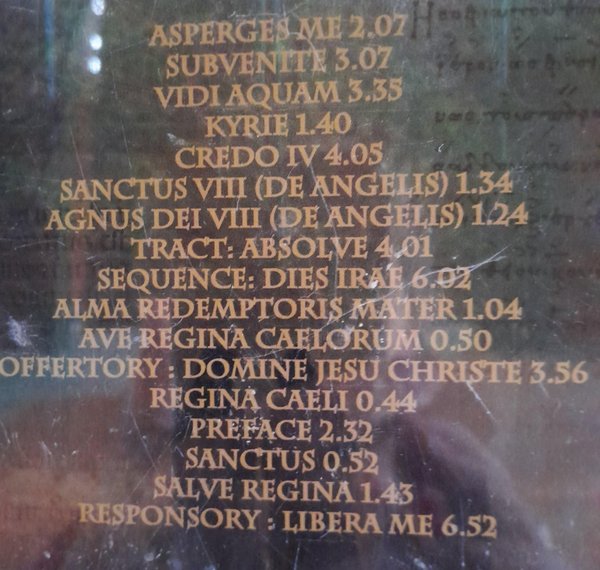 ASPERGES ME 2.07
SUBVENITE 3.07
VIDI AQUAM 3.35
KYRIE 1.40
CREDO IV 4.05
SANCTUS VIII (DE ANGELIS) 1.34
AGNUS DEI VIII (DE ANGELIS) 1.24
TRACT: ABSOLVE 4.01
SEQUENCE: DIES IRAE 6.02
ALMA REDEMPTORIS MATER 1.04
AVE REGINA CAELORUM 0.50
OFFERTORY : DOMINE JESU CHRISTE 3.56
REGINA CAELI 0.44
PREFACE 2.32
SANCTUS 0.52
SALVE REGINA 1.43
RESPONSORY : LIBERA ME 6.52